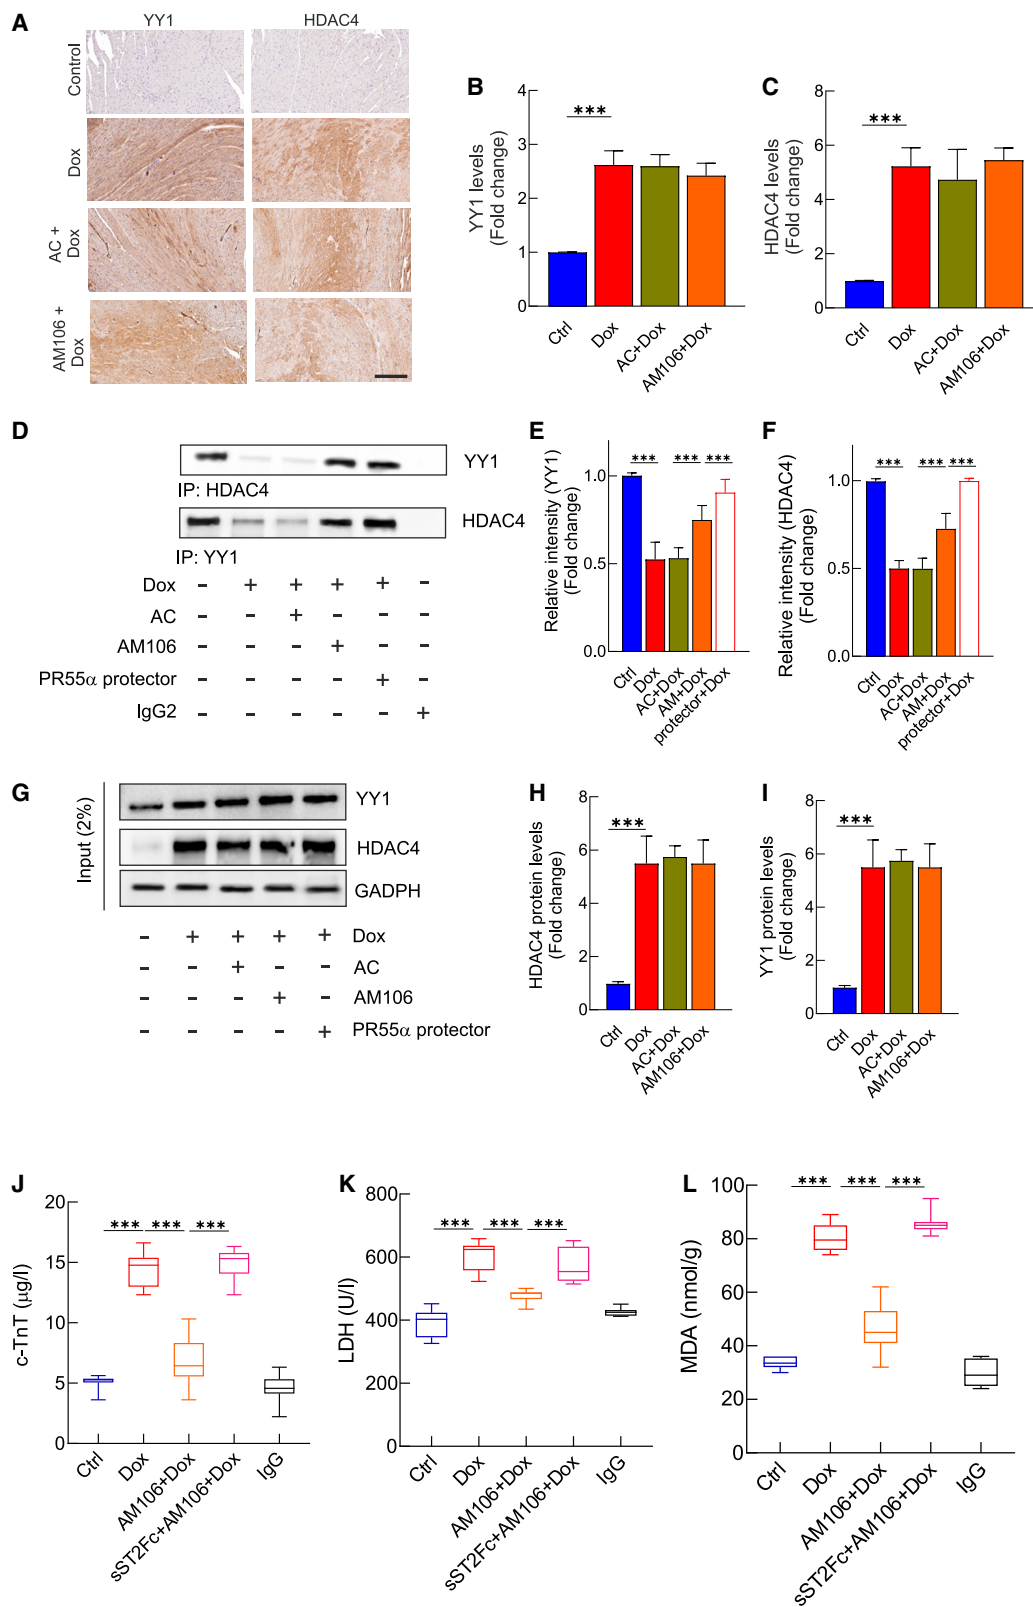 A
YY1 HDAC4
Control
Dox
AC +
Dox
AM106 +
Dox
B
YY1 levels
(Fold change)
4
3
2
1
0
***
Ctrl
Dox
AC+Dox
AM106+Dox
C
HDAC4 levels
(Fold change)
8
6
4
2
0
***
Ctrl
Dox
AC+Dox
AM106+Dox
D
YY1
IP: HDAC4
HDAC4
IP: YY1
Dox – + + + + –
AC – – + – – –
AM106 – – – + – –
PR55α protector – – – – + –
IgG2 – – – – – +
E
Relative intensity (YY1)
(Fold change)
1.0
0.5
0.0
*** *** ***
Ctrl
Dox
AC+Dox
AM+Dox
protector+Dox
F
Relative intensity (HDAC4)
(Fold change)
1.0
0.5
0.0
*** *** ***
Ctrl
Dox
AC+Dox
AM+Dox
protector+Dox
G
Input (2%)
YY1
HDAC4
GADPH
– + + + + Dox
– – + – – AC
– – – + – AM106
– – – – + PR55α protector
H
HDAC4 protein levels
(Fold change)
8
6
4
2
0
***
Ctrl
Dox
AC+Dox
AM106+Dox
I
YY1 protein levels
(Fold change)
8
6
4
2
0
***
Ctrl
Dox
AC+Dox
AM106+Dox
J
c-TnT (µg/l)
20
15
10
5
0
*** *** ***
Ctrl
Dox
AM106+Dox
sST2Fc+AM106+Dox
IgG
K
LDH (U/l)
800
600
400
200
0
*** *** ***
Ctrl
Dox
AM106+Dox
sST2Fc+AM106+Dox
IgG
L
MDA (nmol/g)
100
80
60
40
20
0
*** *** ***
Ctrl
Dox
AM106+Dox
sST2Fc+AM106+Dox
IgG